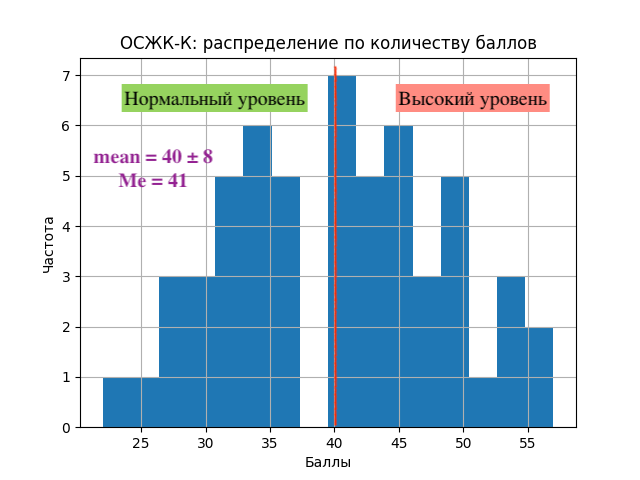 ОСЖК-К: распределение по количеству баллов
Нормальный уровень
Высокий уровень
mean = 40 ± 8
Me = 41
Частота
7
6
5
4
3
2
1
0
25 30 35 40 45 50 55
Баллы